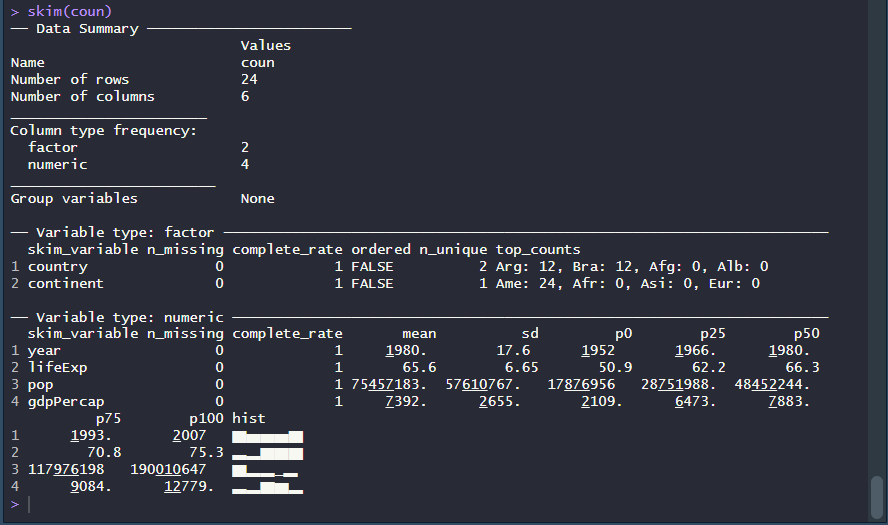 > skim(coun)
── Data Summary ────────────────────────
                           Values
Name                       coun
Number of rows             24
Number of columns          6
_______________________
Column type frequency:
  factor                   2
  numeric                  4
________________________
Group variables            None
── Variable type: factor ──────────────────────────────────────────────────────────────────────
  skim_variable n_missing complete_rate ordered n_unique top_counts
1 country               0             1 FALSE          2 Arg: 12, Bra: 12, Afg: 0, Alb: 0
2 continent             0             1 FALSE          1 Ame: 24, Afr: 0, Asi: 0, Eur: 0
── Variable type: numeric ─────────────────────────────────────────────────────────────────────
  skim_variable n_missing complete_rate       mean          sd       p0       p25       p50
1 year                  0             1      1980.        17.6     1952      1966.     1980.
2 lifeExp               0             1        65.6        6.65      50.9      62.2      66.3
3 pop                   0             1 75457183.  57610767.  17876956  28751988. 48452244.
4 gdpPercap             0             1      7392.      2655.      2109.     6473.     7883.
        p75        p100 hist
1      1993.      2007  ▇▅▅▅▇
2        70.8       75.3 ▃▂▇▇▇
3 117976198   190010647  ▇▃▃▁▃
4      9084.     12779.  ▃▂▇▆▂
>